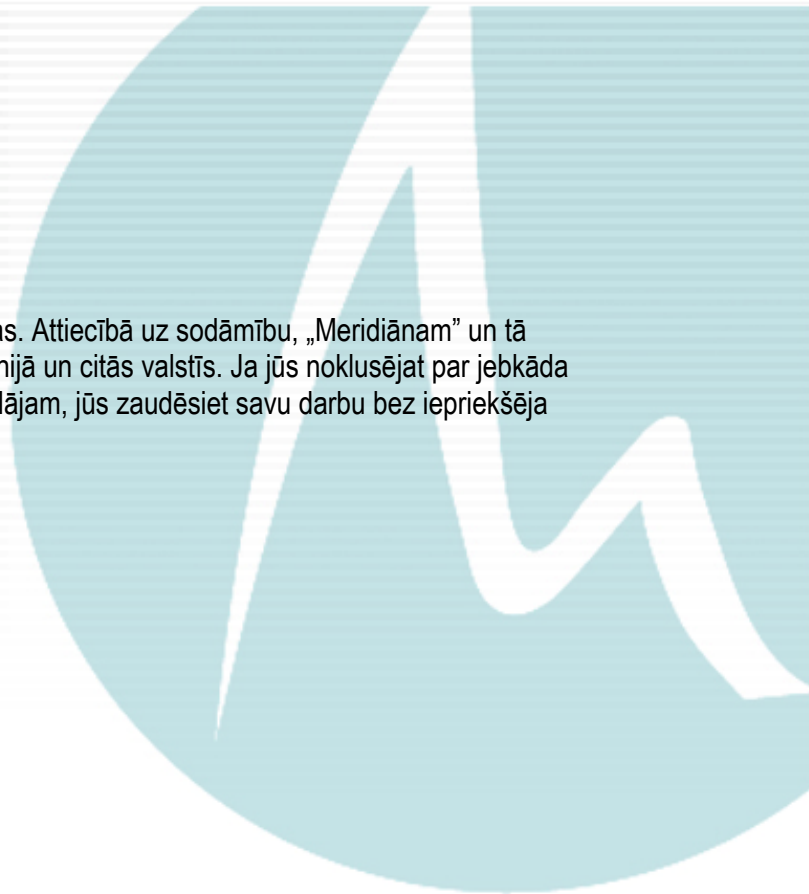 as. Attiecībā uz sodāmību, „Meridiānam” un tā
nijā un citās valstīs. Ja jūs noklusējat par jebkāda
lājam, jūs zaudēsiet savu darbu bez iepriekšēja